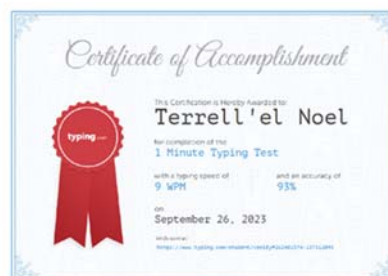 Certificate of Accomplishment
This Certification is Hereby Awarded to:
Terrell'el Noel
typing.com
for completion of the
1 Minute Typing Test
with a typing speed of
and an accuracy of
9 WPM
93%
on
September 26, 2023